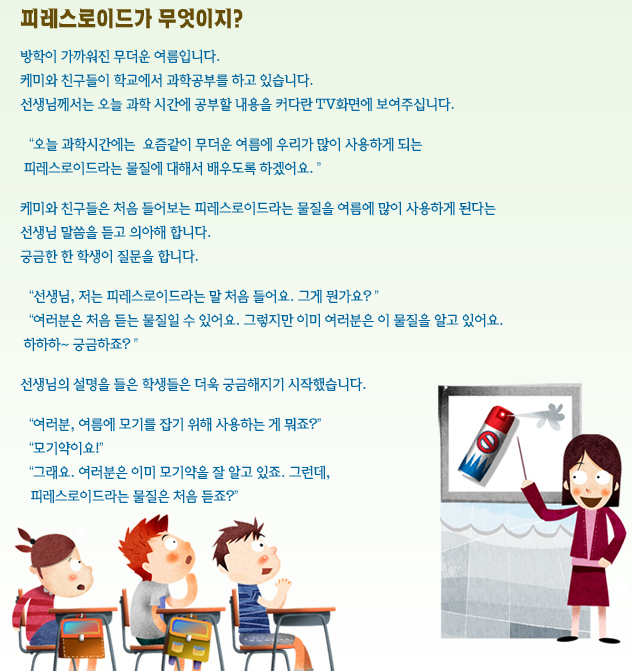 피레스로이드가 무엇이지?
방학이 가까워진 무더운 여름입니다.
케미와 친구들이 학교에서 과학공부를 하고 있습니다.
선생님께서는 오늘 과학 시간에 공부할 내용을 커다란 TV화면에 보여주십니다.
“오늘 과학시간에는 요즘같이 무더운 여름에 우리가 많이 사용하게 되는
피레스로이드라는 물질에 대해서 배우도록 하겠어요. ”
케미와 친구들은 처음 들어보는 피레스로이드라는 물질을 여름에 많이 사용하게 된다는
선생님 말씀을 듣고 의아해 합니다.
궁금한 한 학생이 질문을 합니다.
“선생님, 저는 피레스로이드라는 말 처음 들어요. 그게 뭔가요? ”
“여러분은 처음 듣는 물질일 수 있어요. 그렇지만 이미 여러분은 이 물질을 알고 있어요.
하하하~ 궁금하죠? ”
선생님의 설명을 들은 학생들은 더욱 궁금해지기 시작했습니다.
“여러분, 여름에 모기를 잡기 위해 사용하는 게 뭐죠?”
“모기약이요!”
“그래요. 여러분은 이미 모기약을 잘 알고 있죠. 그런데,
피레스로이드라는 물질은 처음 듣죠?”